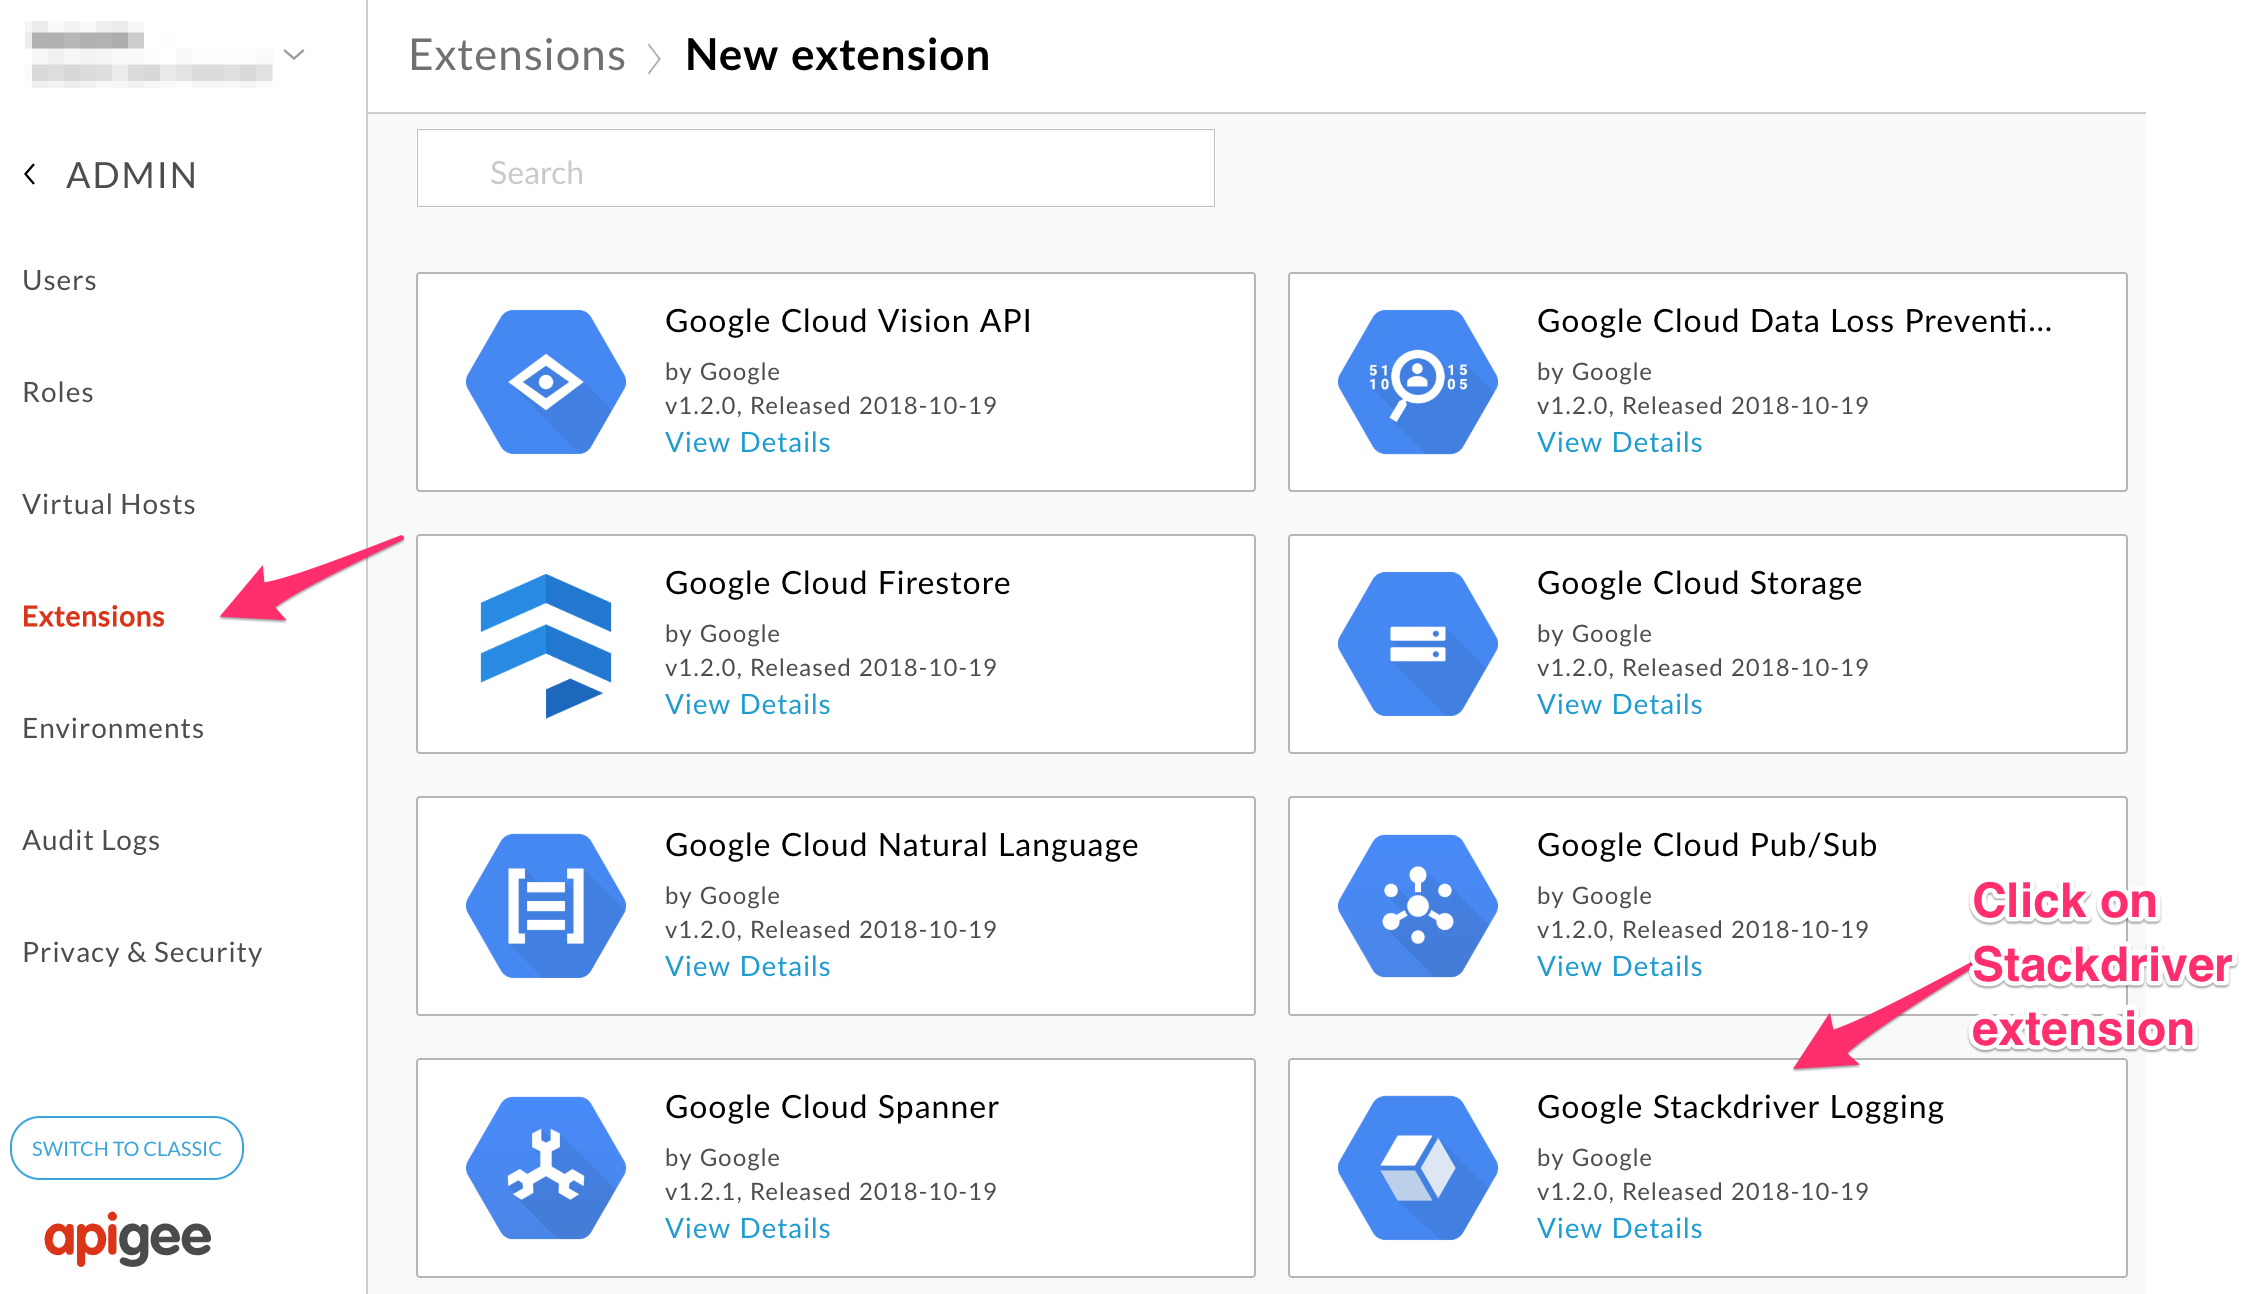 Extensions > New extension
ADMIN
Users
Roles
Virtual Hosts
Extensions
Environments
Audit Logs
Privacy & Security
SWITCH TO CLASSIC
apigee
Search
Google Cloud Vision API
by Google
v1.2.0, Released 2018-10-19
View Details
Google Cloud Data Loss Preventi...
by Google
v1.2.0, Released 2018-10-19
View Details
51 15
10 05
Google Cloud Firestore
by Google
v1.2.0, Released 2018-10-19
View Details
Google Cloud Storage
by Google
v1.2.0, Released 2018-10-19
View Details
Google Cloud Natural Language
by Google
v1.2.0, Released 2018-10-19
View Details
Google Cloud Pub/Sub
by Google
v1.2.0, Released 2018-10-19
View Details
Click on
Stackdriver
extension
Google Cloud Spanner
by Google
v1.2.1, Released 2018-10-19
View Details
Google Stackdriver Logging
by Google
v1.2.0, Released 2018-10-19
View Details